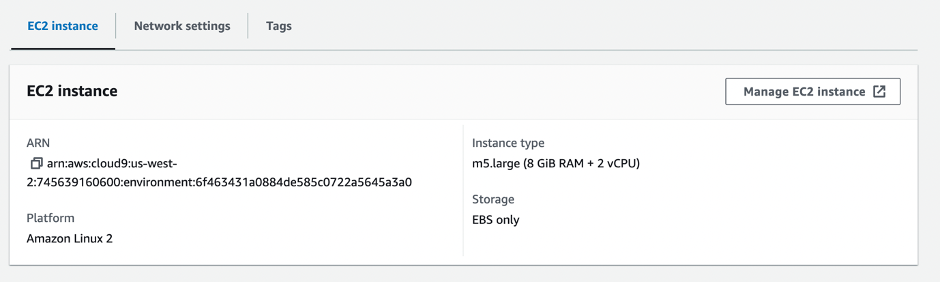 EC2 instance
Network settings
Tags
EC2 instance
Manage EC2 instance
ARN
arn:aws:cloud9:us-west-
2:745639160600:environment:6f463431a0884de585c0722a5645a3a0
Platform
Amazon Linux 2
Instance type
m5.large (8 GiB RAM + 2 vCPU)
Storage
EBS only